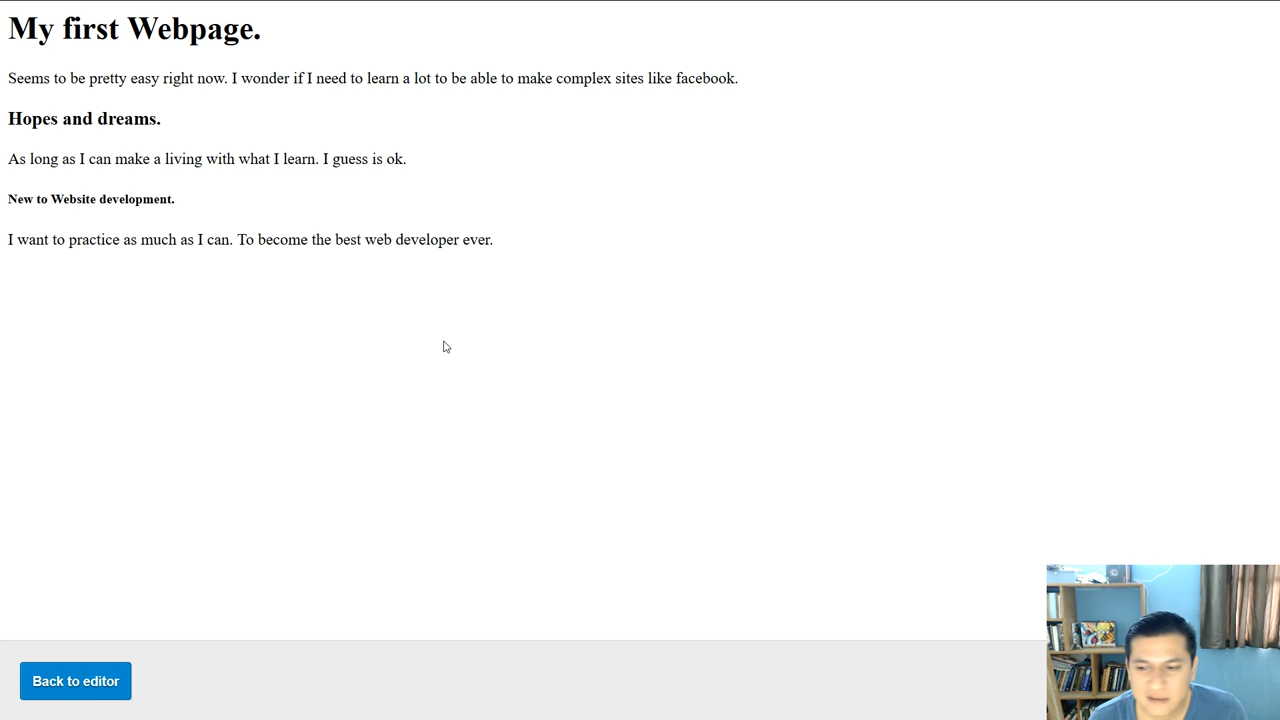 My first Webpage.
Seems to be pretty easy right now. I wonder if I need to learn a lot to be able to make complex sites like facebook.
Hopes and dreams.
As long as I can make a living with what I learn. I guess is ok.
New to Website development.
I want to practice as much as I can. To become the best web developer ever.
Back to editor